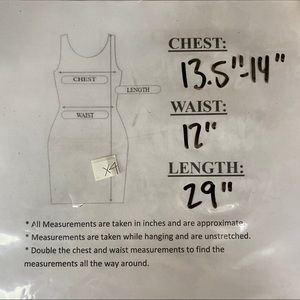 CHEST:
13.5"-14"
WAIST:
12"
LENGTH:
29"
CHEST
LENGTH
WAIST
X4
* All Measurements are taken in inches and are approximate.
* Measurements are taken while hanging and are unstretched.
* Double the chest and waist measurements to find the
measurements all the way around.